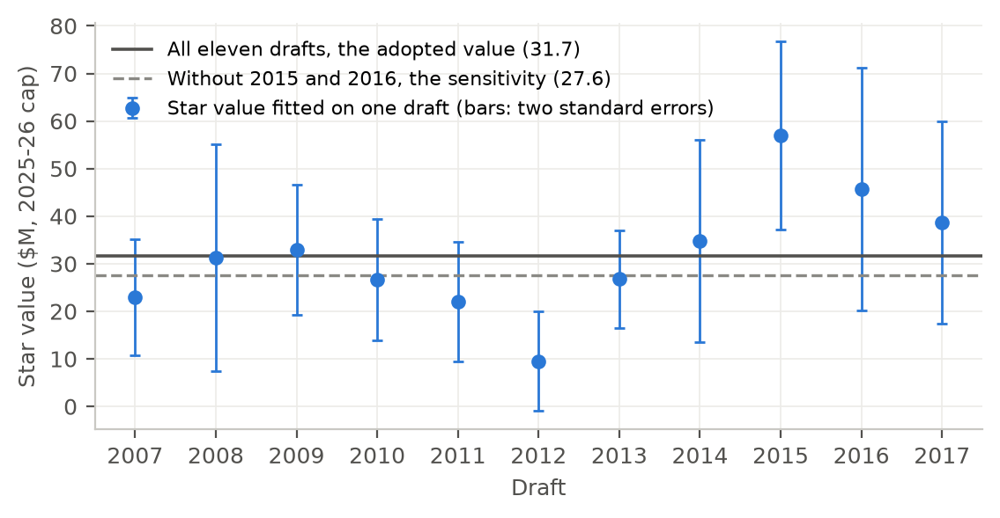 80
70
60
50
40
30
20
10
0
Star value ($M, 2025-26 cap)
All eleven drafts, the adopted value (31.7)
Without 2015 and 2016, the sensitivity (27.6)
Star value fitted on one draft (bars: two standard errors)
2007 2008 2009 2010 2011 2012 2013 2014 2015 2016 2017
Draft